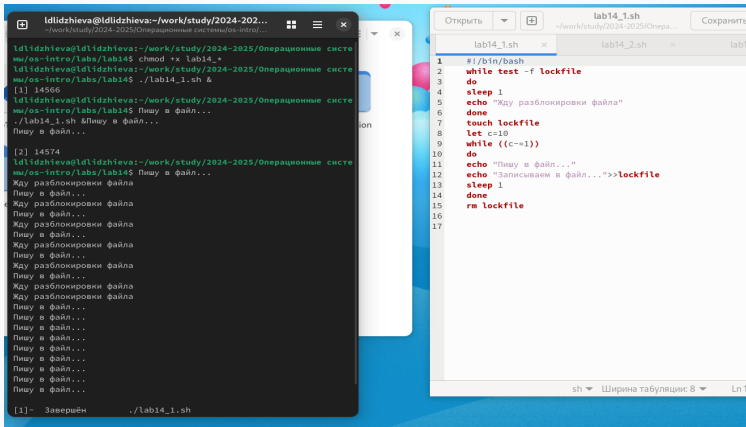 ldlidzhieva@ldlidzhieva:~/work/study/2024-202...
~/work/study/2024-2025/Операционные системы/os-intro/...
ldlidzhieva@ldlidzhieva:~/work/study/2024-2025/Операционные систе
мы/os-intro/labs/lab14$ chmod +x lab14_*
ldlidzhieva@ldlidzhieva:~/work/study/2024-2025/Операционные систе
мы/os-intro/labs/lab14$ ./lab14_1.sh &
[1] 14566
ldlidzhieva@ldlidzhieva:~/work/study/2024-2025/Операционные систе
мы/os-intro/labs/lab14$ Пишу в файл...
./lab14_1.sh &Пишу в файл...
Пишу в файл...
[2] 14574
ldlidzhieva@ldlidzhieva:~/work/study/2024-2025/Операционные систе
мы/os-intro/labs/lab14$ Пишу в файл...
Жду разблокировки файла
Пишу в файл...
Жду разблокировки файла
Пишу в файл...
Жду разблокировки файла
Пишу в файл...
Жду разблокировки файла
Пишу в файл...
Жду разблокировки файла
Пишу в файл...
Жду разблокировки файла
Жду разблокировки файла
Пишу в файл...
Пишу в файл...
Пишу в файл...
Пишу в файл...
Пишу в файл...
Пишу в файл...
Пишу в файл...
Пишу в файл...
Пишу в файл...
[1]- Завершён ./lab14_1.sh
ion
Открыть
lab14_1.sh
~/work/study/2024-2025/Опера...
Сохранить
lab14_1.sh × lab14_2.sh × lab1
1 #!/bin/bash
2 while test -f lockfile
3 do
4 sleep 1
5 echo "Жду разблокировки файла"
6 done
7 touch lockfile
8 let c=10
9 while ((c-=1))
10 do
11 echo "Пишу в файл..."
12 echo "Записываем в файл...">>lockfile
13 sleep 1
14 done
15 rm lockfile
16
17
sh Ширина табуляции: 8 Ln 1